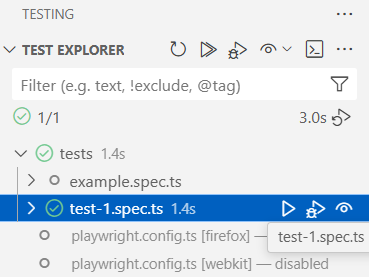 TESTING
TEST EXPLORER
Filter (e.g. text, !exclude, @tag)
1/1 3.0s
tests 1.4s
example.spec.ts
test-1.spec.ts 1.4s
test-1.spec.ts
playwright.config.ts [firefox] —
playwright.config.ts [webkit] — disabled